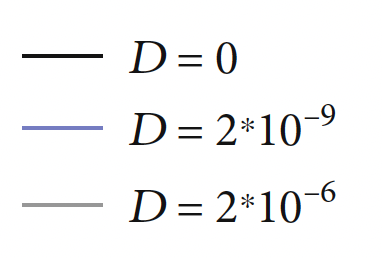 D = 0
D = 2*10⁻⁹
D = 2*10⁻⁶